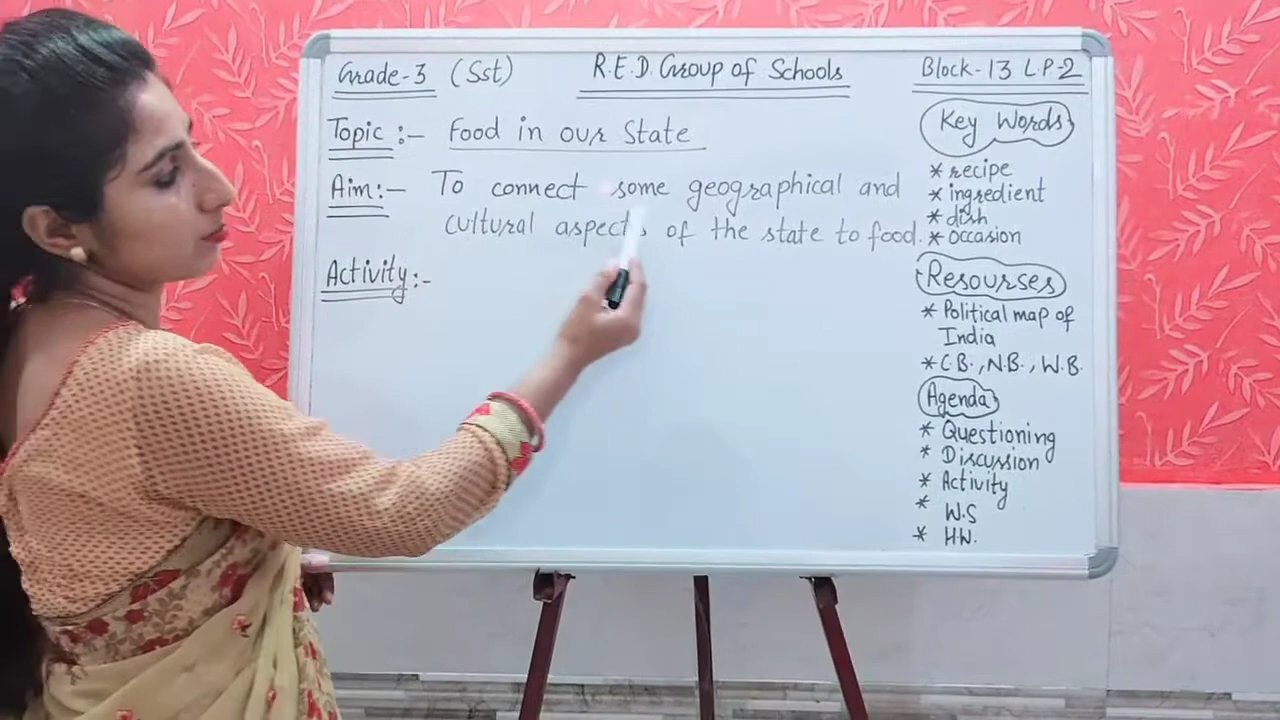 Grade-3 (Sst)
R.E.D. Group of Schools
Block-13 L.P-2
Topic :- Food in our State
Aim:- To connect some geographical and
cultural aspects of the state to food.
Activity:-
Key Words
* recipe
* ingredient
* dish
* occasion
Resourses
* Political map of
India
* C.B., N.B., W.B.
Agenda
* Questioning
* Discussion
* Activity
* W.S
* H.W.